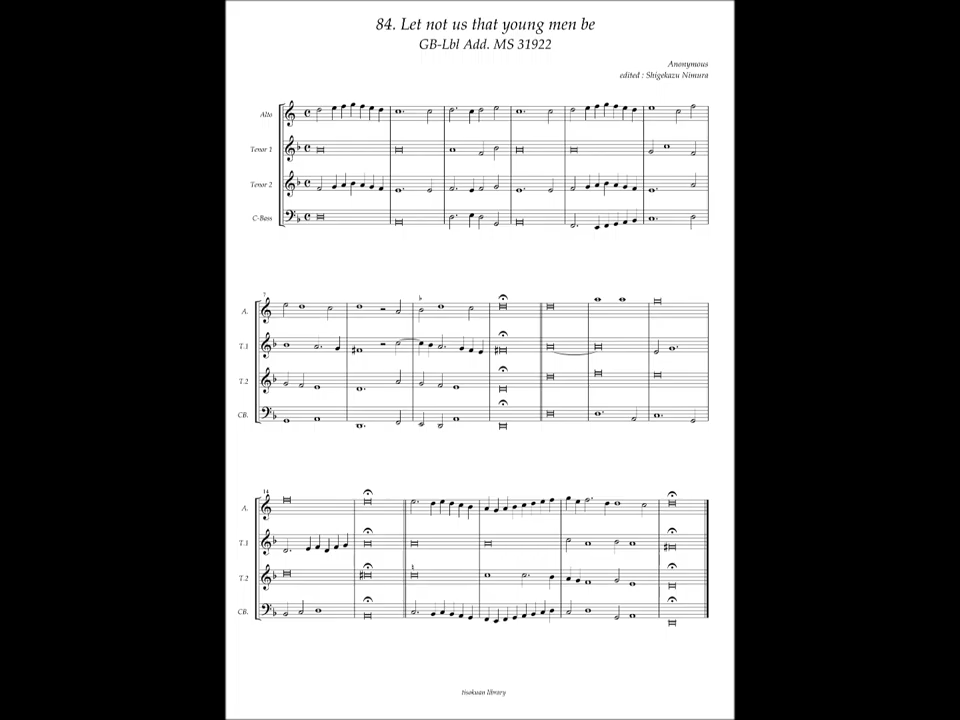 84. Let not us that young men be
GB-Lbl Add. MS 31922
Anonymous
edited : Shigekazu Nimura
Alto
Tenor 1
Tenor 2
C-Bass
7
A.
T.1
T.2
CB.
14
A.
T.1
T.2
CB.
tisokuan library